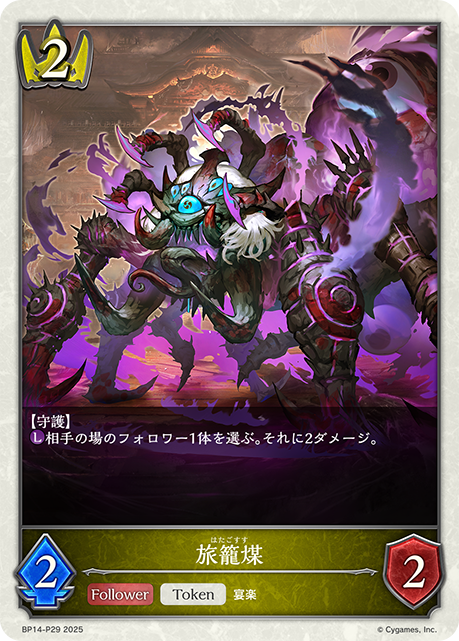 2
【守護】
Ⓛ相手の場のフォロワー1体を選ぶ。それに2ダメージ。
はたごすす
旅籠煤
2
Follower
Token
宴楽
2
BP14-P29 2025
© Cygames, Inc.